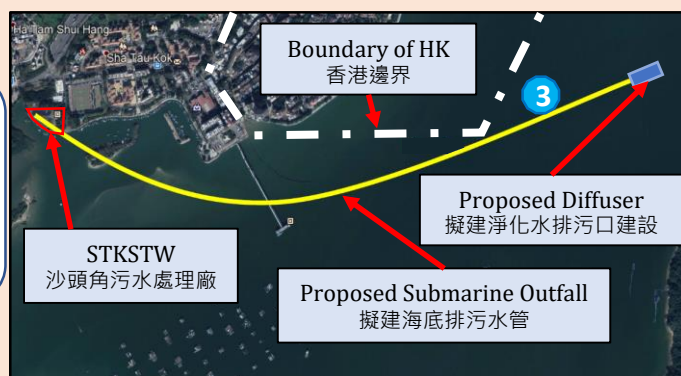 Ha Tam Shui Hang
Sha Tau Kok
Boundary of HK
香港邊界
3
Proposed Diffuser
擬建淨化水排污口建設
STKSTW
沙頭角污水處理廠
Proposed Submarine Outfall
擬建海底排污水管